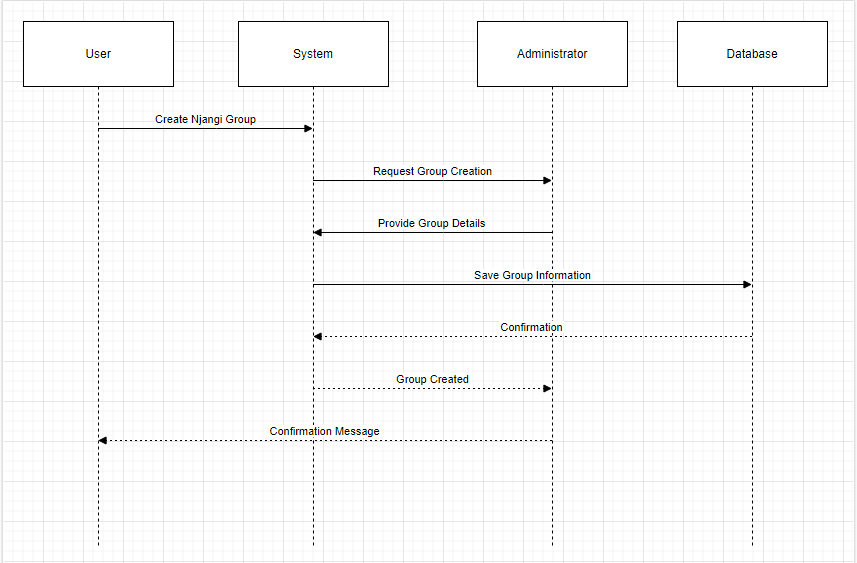 User
System
Administrator
Database
Create Njangi Group
Request Group Creation
Provide Group Details
Save Group Information
Confirmation
Group Created
Confirmation Message